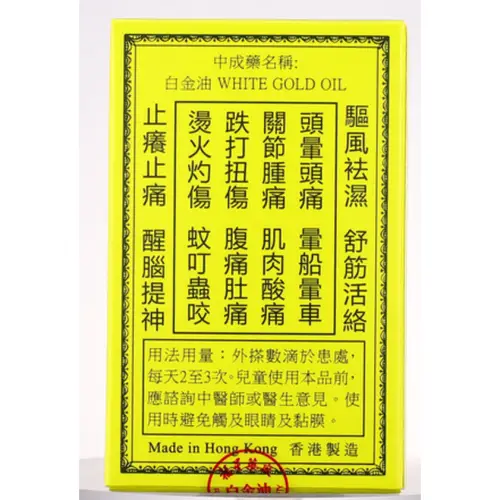 中成藥名稱:
白金油 WHITE GOLD OIL
驅風祛濕 舒筋活絡
頭暈頭痛 暈船暈車
關節腫痛 肌肉酸痛
跌打扭傷 腹痛肚痛
燙火灼傷 蚊叮蟲咬
止癢止痛 醒腦提神
用法用量：外搽數滴於患處，
每天2至3次。兒童使用本品前，
應諮詢中醫師或醫生意見。使
用時避免觸及眼睛及黏膜。
Made in Hong Kong 香港製造
白金油